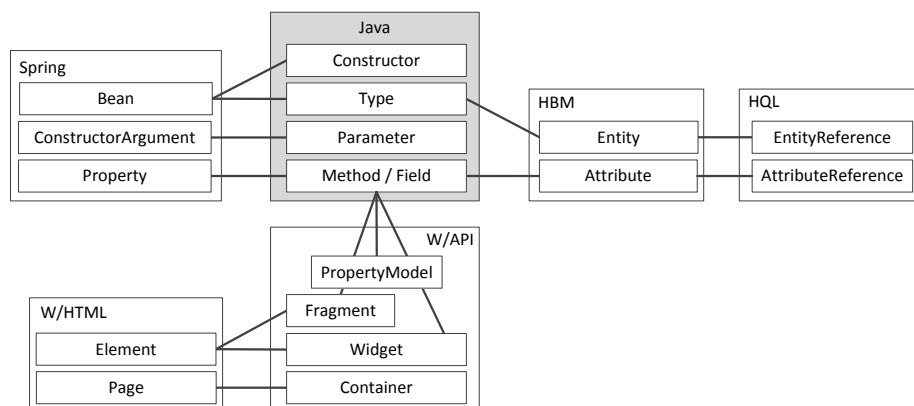 Java
Constructor
Type
Parameter
Method / Field
Spring
Bean
ConstructorArgument
Property
HBM
Entity
Attribute
HQL
EntityReference
AttributeReference
W/API
PropertyModel
Fragment
Widget
Container
W/HTML
Element
Page